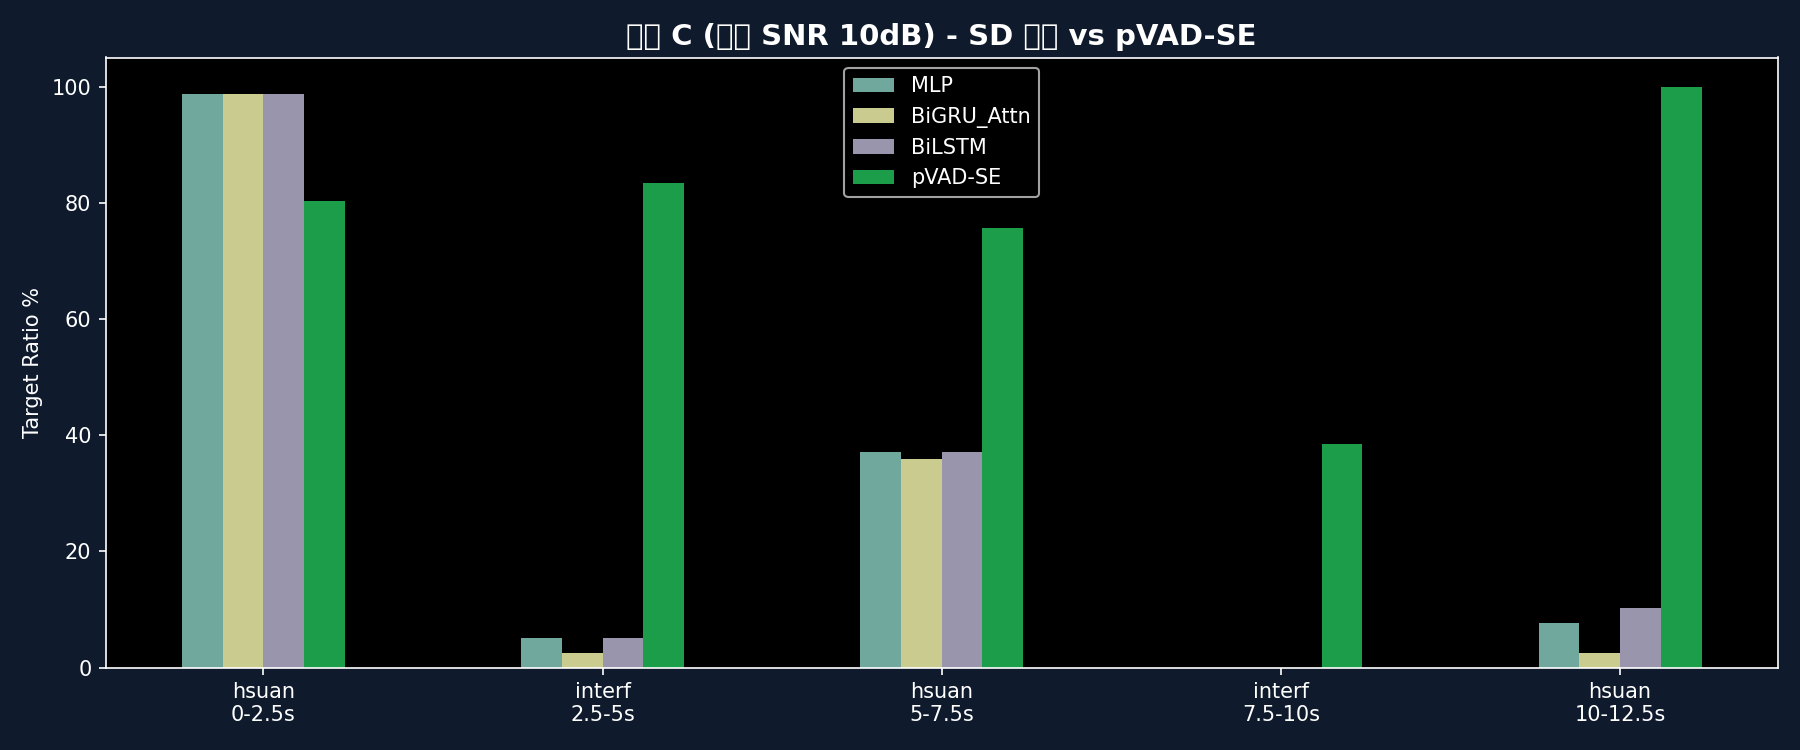 C ( SNR 10dB) - SD vs pVAD-SE
MLP
BiGRU_Attn
BiLSTM
pVAD-SE
Target Ratio %
100
80
60
40
20
0
hsuan
0-2.5s
interf
2.5-5s
hsuan
5-7.5s
interf
7.5-10s
hsuan
10-12.5s